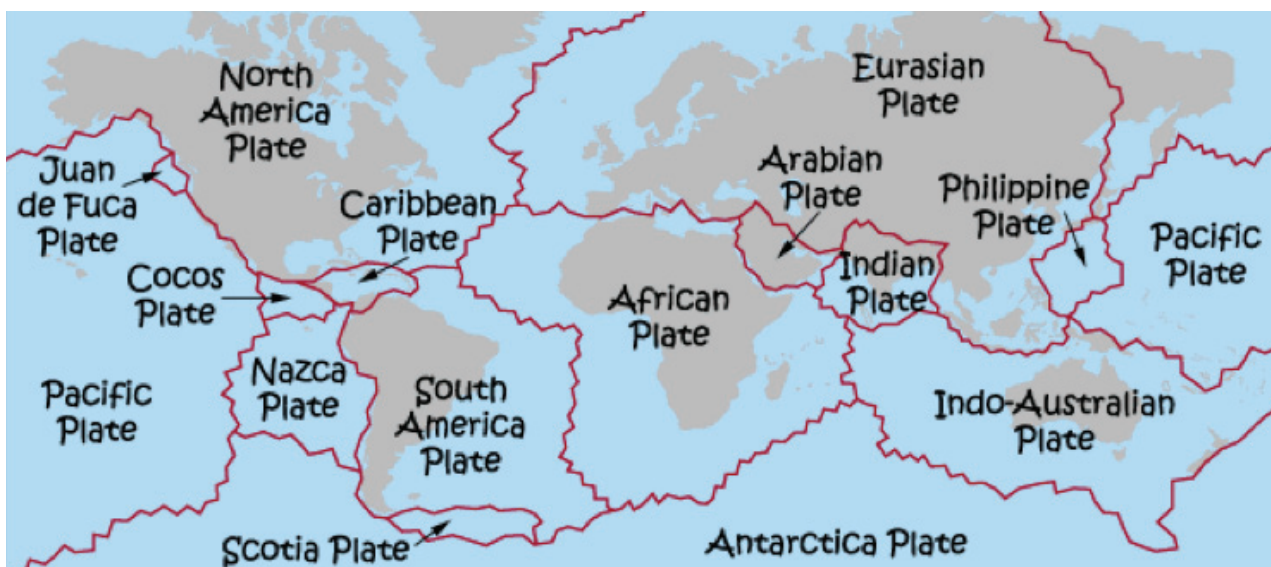 North
America
Plate
Eurasian
Plate
Juan
de Fuca
Plate
Caribbean
Plate
Arabian
Plate
Philippine
Plate
Pacific
Plate
Cocos
Plate
Indian
Plate
African
Plate
Nazca
Plate
Pacific
Plate
South
America
Plate
Indo-Australian
Plate
Scotia Plate
Antarctica Plate